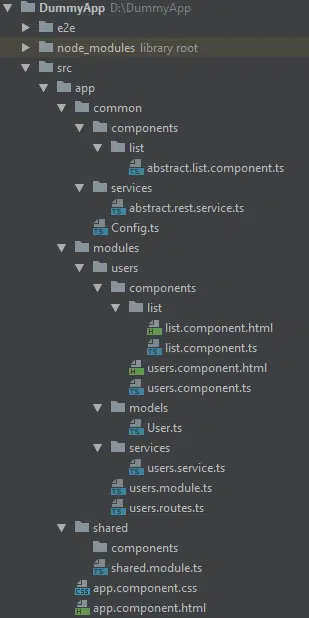 DummyApp D:\DummyApp
e2e
node_modules library root
src
app
common
components
list
abstract.list.component.ts
services
abstract.rest.service.ts
Config.ts
modules
users
components
list
list.component.html
list.component.ts
users.component.html
users.component.ts
models
User.ts
services
users.service.ts
users.module.ts
users.routes.ts
shared
components
shared.module.ts
app.component.css
app.component.html